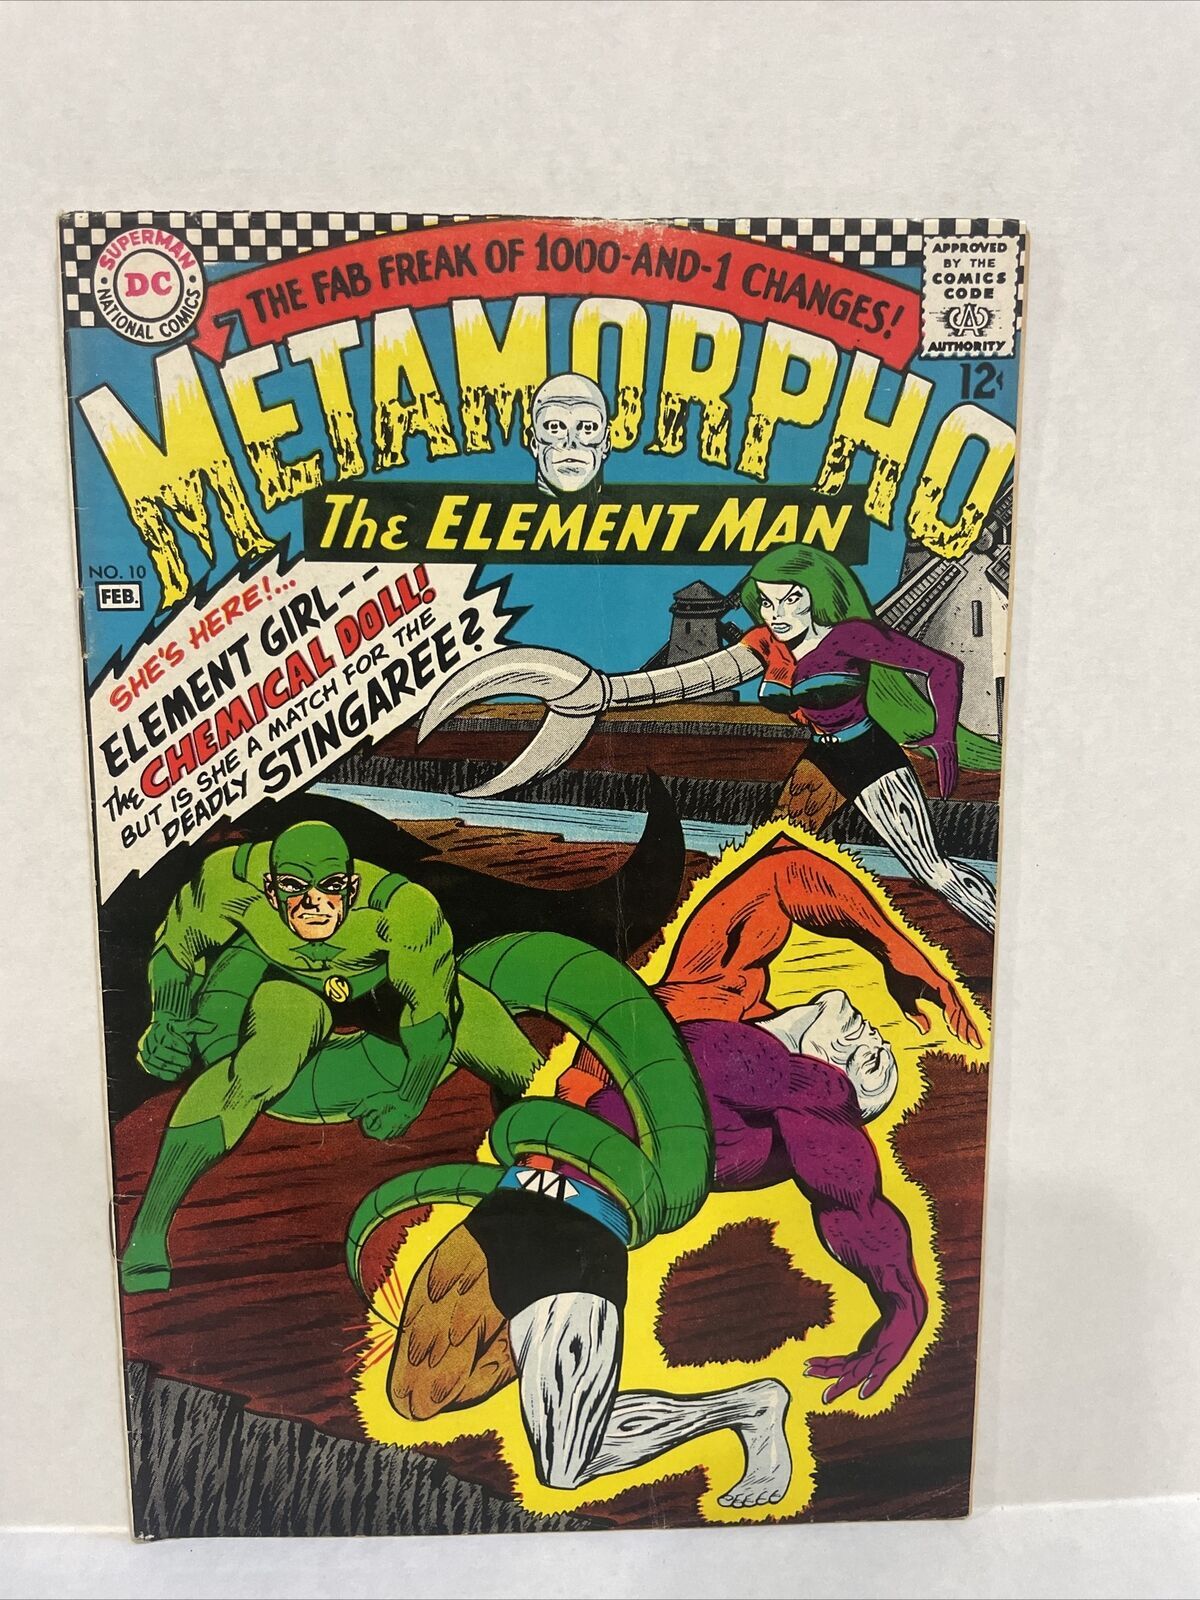 SUPERMAN
DC
NATIONAL COMICS
THE FAB FREAK OF 1000-AND-1 CHANGES!
APPROVED
BY THE
COMICS
CODE
CA
AUTHORITY
METAMORPHO
12¢
The ELEMENT MAN
NO. 10
FEB.
SHE'S HERE!...
ELEMENT GIRL--
The CHEMICAL DOLL!
BUT IS SHE A MATCH FOR THE
DEADLY STINGAREE?
S
M